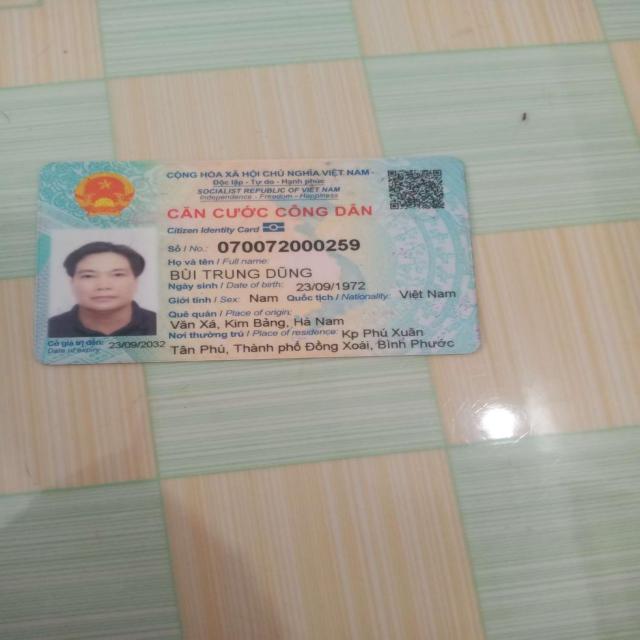 CỘNG HÒA XÃ HỘI CHỦ NGHĨA VIỆT NAM
Độc lập - Tự do - Hạnh phúc
SOCIALIST REPUBLIC OF VIET NAM
Independence - Freedom - Happiness
CĂN CƯỚC CÔNG DÂN
Citizen Identity Card
Số / No.: 070072000259
Họ và tên / Full name:
BÙI TRUNG DŨNG
Ngày sinh / Date of birth: 23/09/1972
Giới tính / Sex: Nam Quốc tịch / Nationality: Việt Nam
Quê quán / Place of origin:
Văn Xá, Kim Bảng, Hà Nam
Nơi thường trú / Place of residence: Kp Phú Xuân
Tân Phú, Thành phố Đồng Xoài, Bình Phước
Có giá trị đến: 23/09/2032
Date of expiry